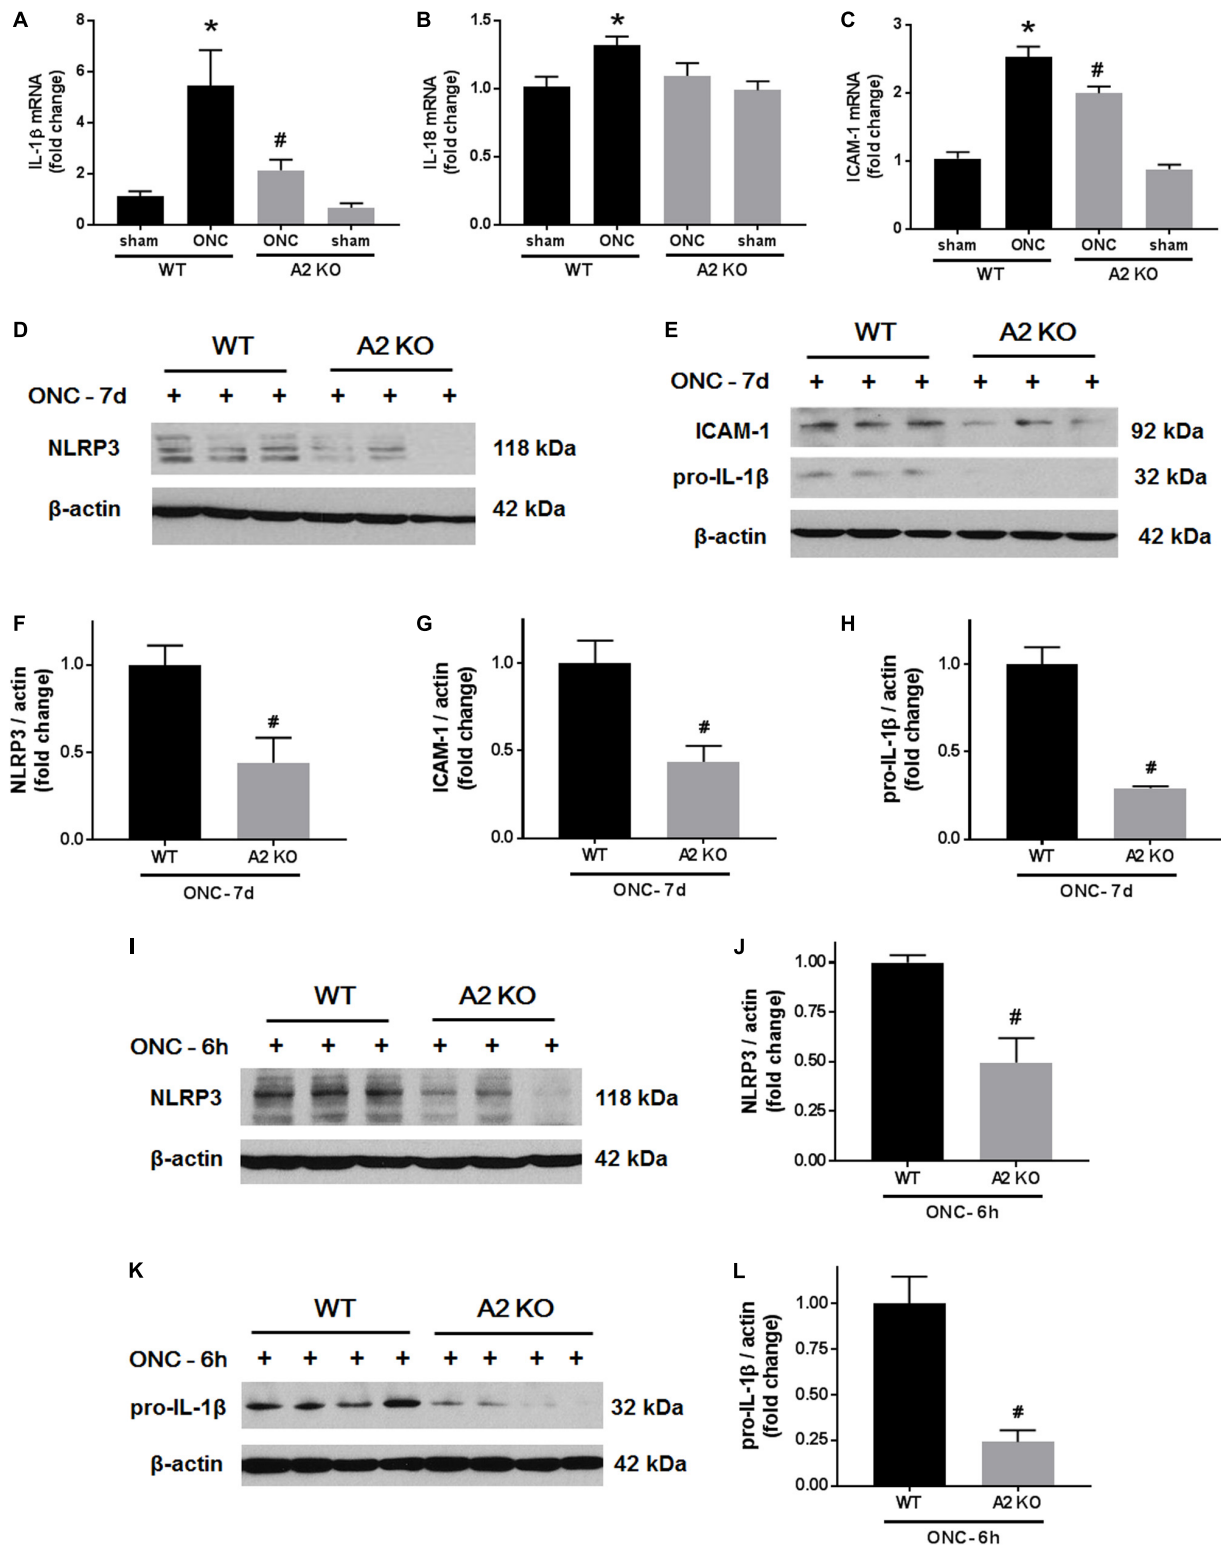 A
IL-1β mRNA
(fold change)
8
6
4
2
0
*
#
sham ONC ONC sham
WT A2 KO
B
IL-18 mRNA
(fold change)
1.5
1.0
0.5
0.0
*
sham ONC ONC sham
WT A2 KO
C
ICAM-1 mRNA
(fold change)
3
2
1
0
*
#
sham ONC ONC sham
WT A2 KO
D
WT A2 KO
ONC - 7d + + + + + +
NLRP3 118 kDa
β-actin 42 kDa
E
WT A2 KO
ONC - 7d + + + + + +
ICAM-1 92 kDa
pro-IL-1β 32 kDa
β-actin 42 kDa
F
NLRP3 / actin
(fold change)
1.0
0.5
0.0
#
WT A2 KO
ONC- 7d
G
ICAM-1 / actin
(fold change)
1.0
0.5
0.0
#
WT A2 KO
ONC- 7d
H
pro-IL-1β / actin
(fold change)
1.0
0.5
0.0
#
WT A2 KO
ONC- 7d
I
WT A2 KO
ONC - 6h + + + + + +
NLRP3 118 kDa
β-actin 42 kDa
J
NLRP3 / actin
(fold change)
1.00
0.75
0.50
0.25
0.00
#
WT A2 KO
ONC- 6h
K
WT A2 KO
ONC - 6h + + + + + + + +
pro-IL-1β 32 kDa
β-actin 42 kDa
L
pro-IL-1β / actin
(fold change)
1.00
0.75
0.50
0.25
0.00
#
WT A2 KO
ONC- 6h